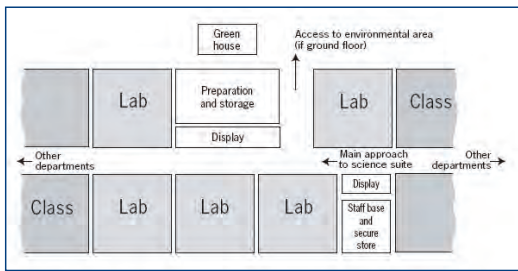 Green
house
Access to environmental area
(if ground floor)
Lab
Preparation
and storage
Lab
Class
Display
Other
departments
Main approach
to science suite
Other
departments
Class
Lab
Lab
Lab
Display
Staff base
and
secure
store